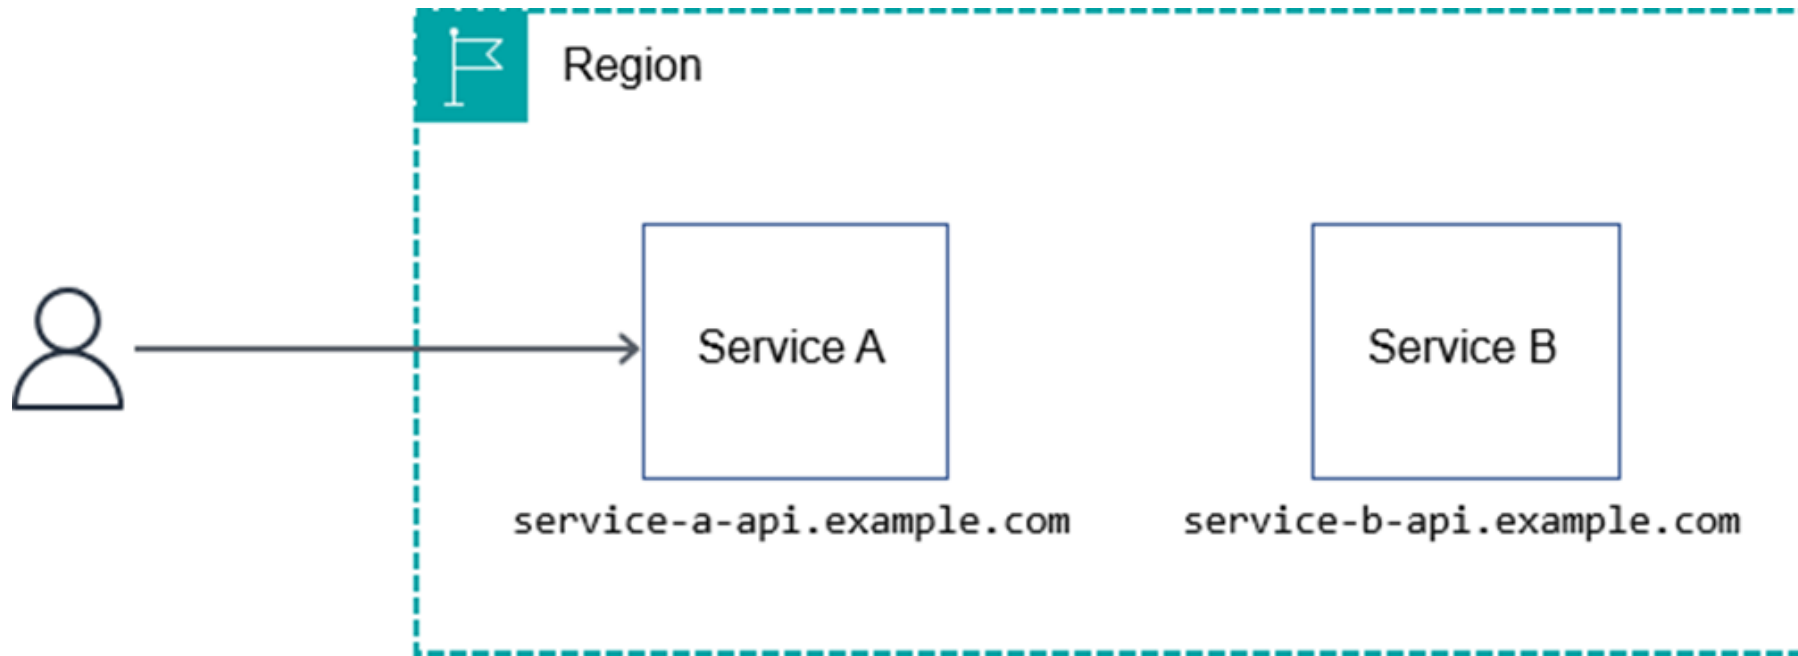 Region
Service A
Service B
service-a-api.example.com
service-b-api.example.com